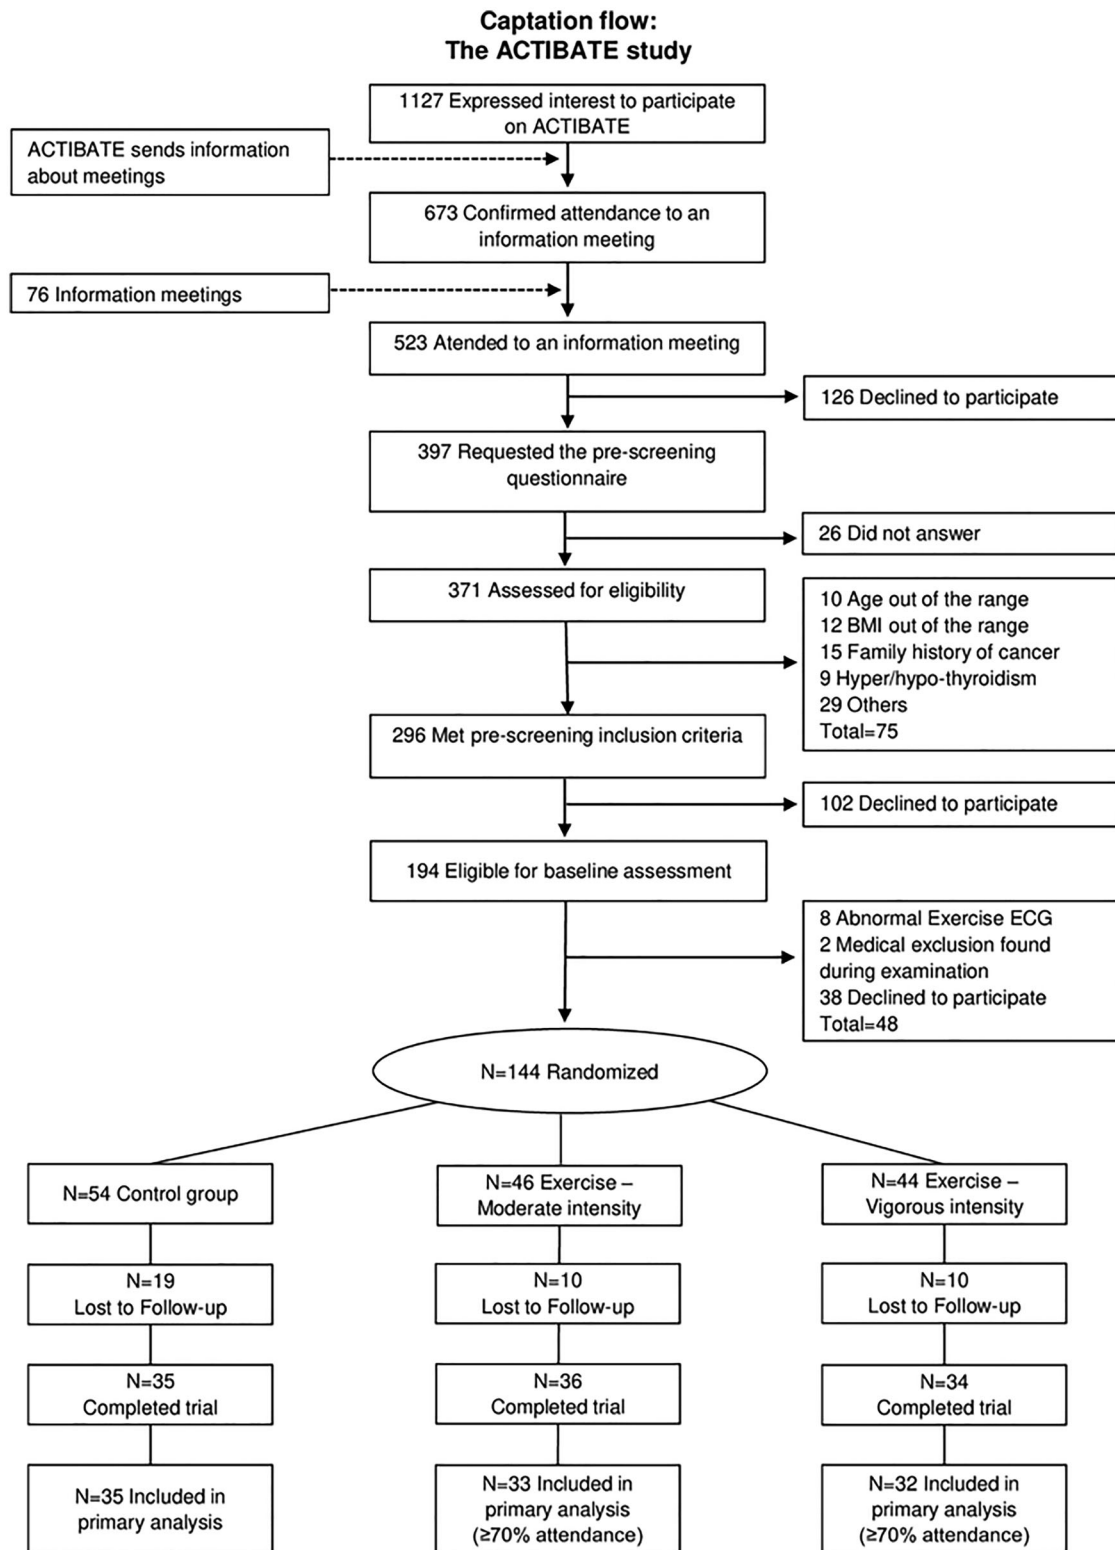 Captation flow:
The ACTIBATE study
1127 Expressed interest to participate
on ACTIBATE
ACTIBATE sends information
about meetings
673 Confirmed attendance to an
information meeting
76 Information meetings
523 Atended to an information meeting
126 Declined to participate
397 Requested the pre-screening
questionnaire
26 Did not answer
371 Assessed for eligibility
10 Age out of the range
12 BMI out of the range
15 Family history of cancer
9 Hyper/hypo-thyroidism
29 Others
Total=75
296 Met pre-screening inclusion criteria
102 Declined to participate
194 Eligible for baseline assessment
8 Abnormal Exercise ECG
2 Medical exclusion found
during examination
38 Declined to participate
Total=48
N=144 Randomized
N=54 Control group
N=19
Lost to Follow-up
N=35
Completed trial
N=35 Included in
primary analysis
N=46 Exercise –
Moderate intensity
N=10
Lost to Follow-up
N=36
Completed trial
N=33 Included in
primary analysis
(≥70% attendance)
N=44 Exercise –
Vigorous intensity
N=10
Lost to Follow-up
N=34
Completed trial
N=32 Included in
primary analysis
(≥70% attendance)